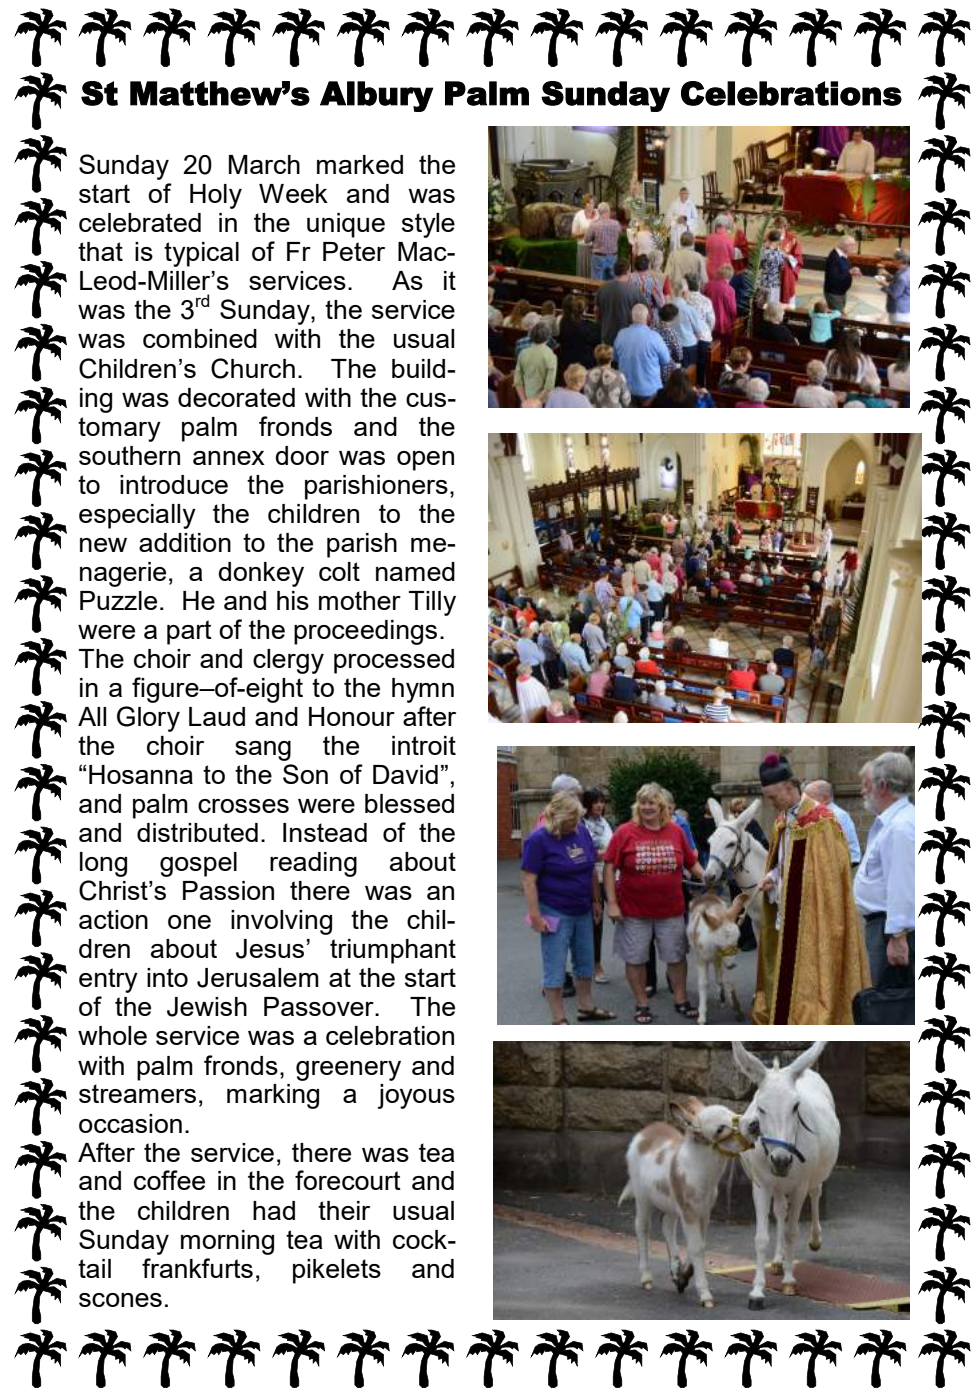 St Matthew’s Albury Palm Sunday Celebrations
Sunday 20 March marked the
start of Holy Week and was
celebrated in the unique style
that is typical of Fr Peter Mac-
Leod-Miller’s services. As it
was the 3rd Sunday, the service
was combined with the usual
Children’s Church. The build-
ing was decorated with the cus-
tomary palm fronds and the
southern annex door was open
to introduce the parishioners,
especially the children to the
new addition to the parish me-
nagerie, a donkey colt named
Puzzle. He and his mother Tilly
were a part of the proceedings.
The choir and clergy processed
in a figure–of-eight to the hymn
All Glory Laud and Honour after
the choir sang the introit
“Hosanna to the Son of David”,
and palm crosses were blessed
and distributed. Instead of the
long gospel reading about
Christ’s Passion there was an
action one involving the chil-
dren about Jesus’ triumphant
entry into Jerusalem at the start
of the Jewish Passover. The
whole service was a celebration
with palm fronds, greenery and
streamers, marking a joyous
occasion.
After the service, there was tea
and coffee in the forecourt and
the children had their usual
Sunday morning tea with cock-
tail frankfurts, pikelets and
scones.